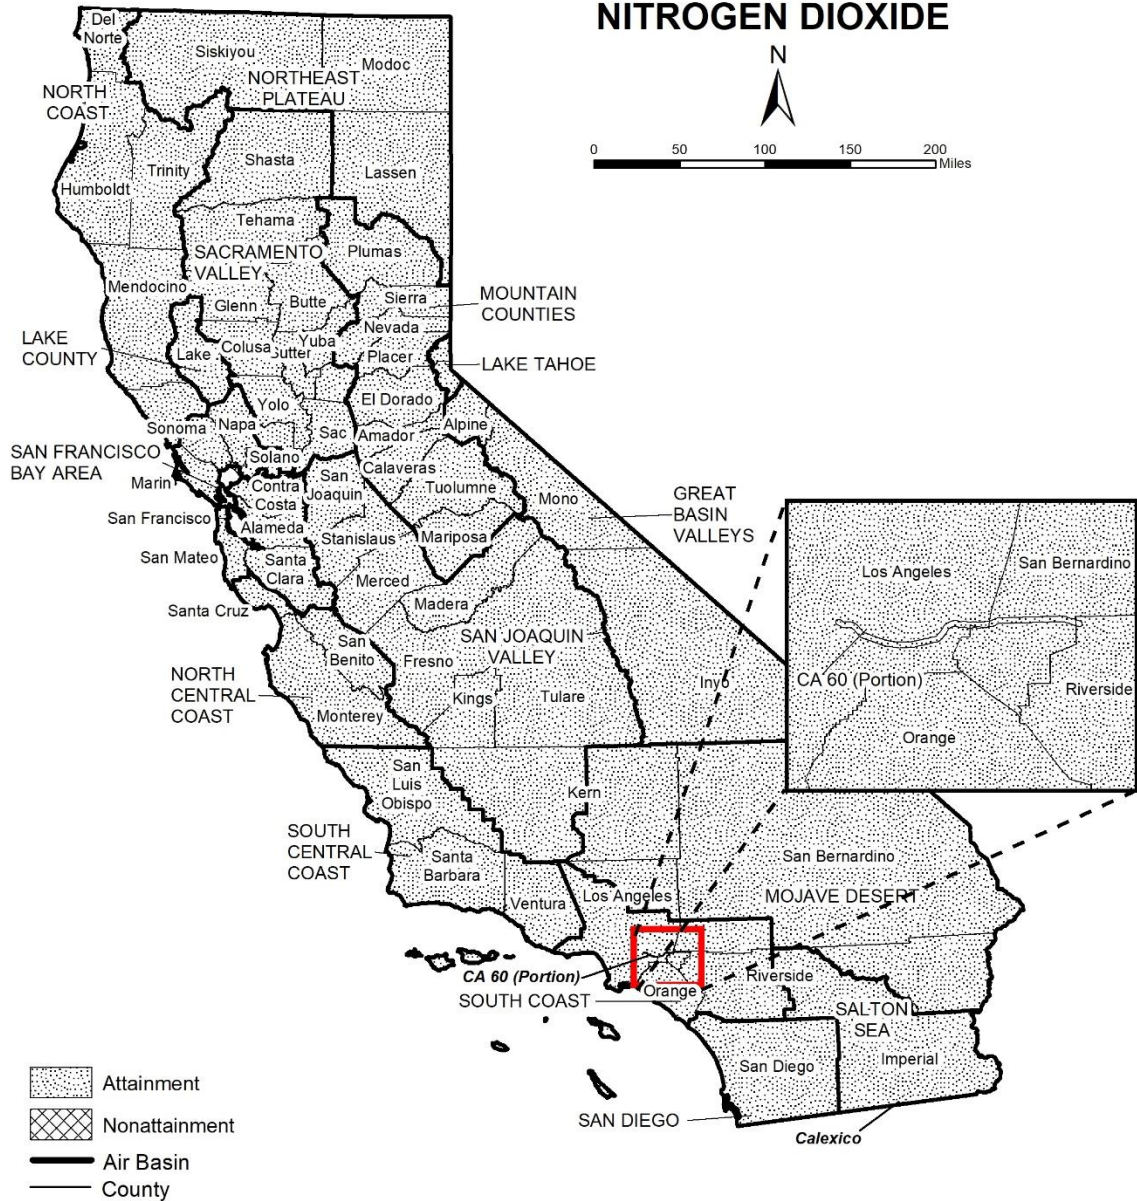 NITROGEN DIOXIDE
N
0 50 100 150 200
Miles
Del
Norte
Siskiyou
Modoc
NORTHEAST
PLATEAU
NORTH
COAST
Shasta
Trinity
Lassen
Humboldt
Tehama
SACRAMENTO
VALLEY
Plumas
Mendocino
Glenn
Butte
Sierra
MOUNTAIN
COUNTIES
Nevada
LAKE
COUNTY
Lake
Colusa
Yuba
utter
Placer
LAKE TAHOE
El Dorado
Yolo
Sonoma
Napa
Sac
Amador
Alpine
SAN FRANCISCO
BAY AREA
Solano
Calaveras
Marin
Contra
Costa
San
Joaquin
Tuolumne
Mono
GREAT
BASIN
VALLEYS
San Francisco
Alameda
Stanislaus
Mariposa
San Mateo
Santa
Clara
Merced
Los Angeles
San Bernardino
Santa Cruz
Madera
San
Benito
SAN JOAQUIN
VALLEY
Fresno
NORTH
CENTRAL
COAST
Kings
Tulare
Inyo
CA 60 (Portion)
Riverside
Monterey
Orange
San
Luis
Obispo
Kern
SOUTH
CENTRAL
COAST
Santa
Barbara
San Bernardino
Ventura
Los Angeles
MOJAVE DESERT
CA 60 (Portion)
Riverside
SOUTH COAST
Orange
SALTON
SEA
San Diego
Imperial
SAN DIEGO
Calexico
Attainment
Nonattainment
Air Basin
County